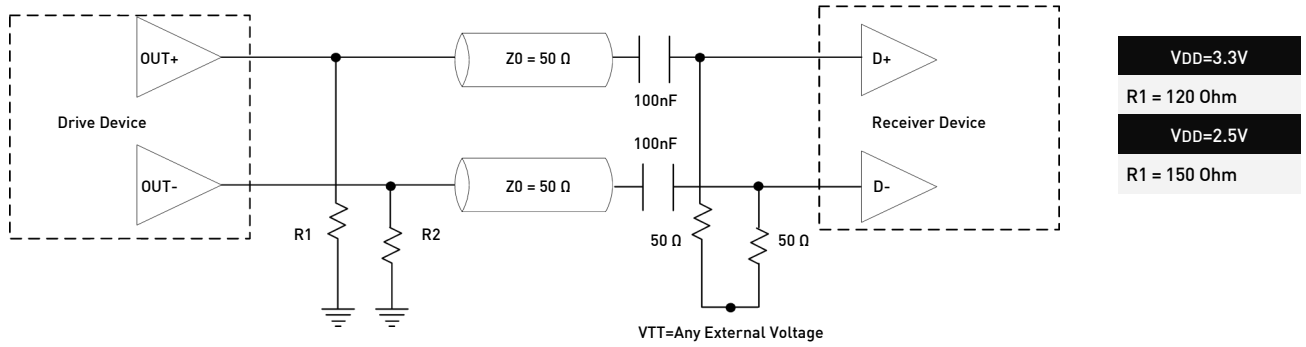 OUT+
Z0 = 50 Ω
100nF
D+
Drive Device
Receiver Device
100nF
OUT-
Z0 = 50 Ω
D-
R1
R2
50 Ω
50 Ω
VTT=Any External Voltage
VDD=3.3V
R1 = 120 Ohm
VDD=2.5V
R1 = 150 Ohm